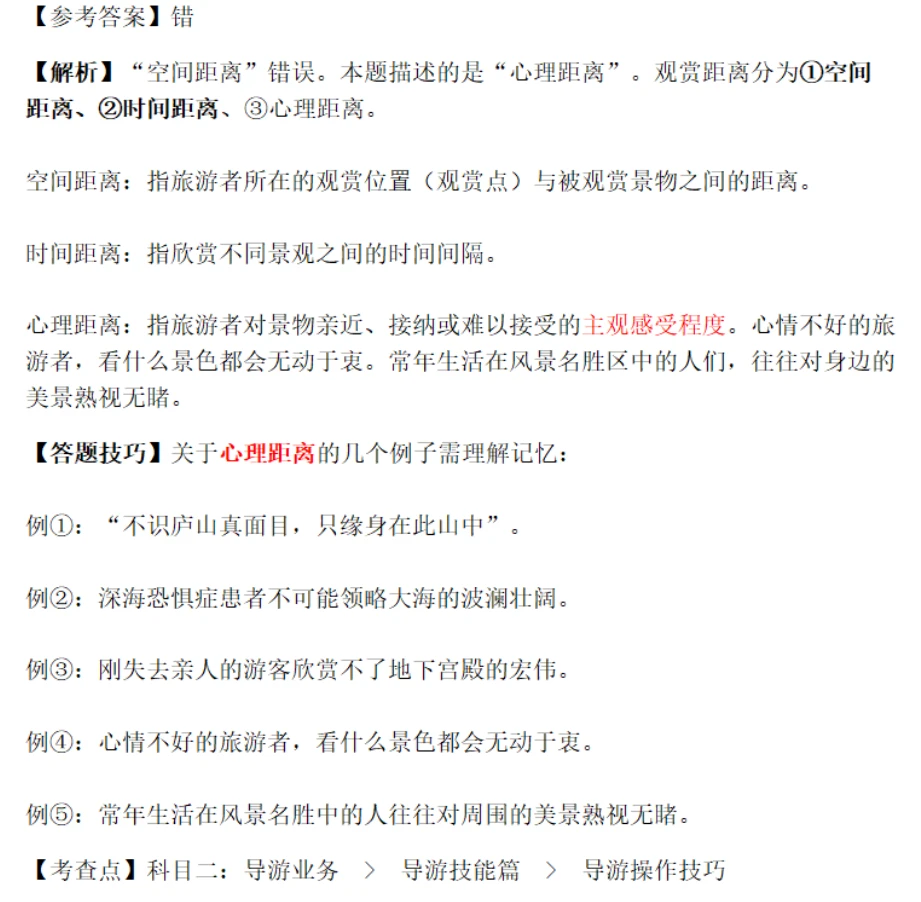 【参考答案】错
【解析】“空间距离”错误。本题描述的是“心理距离”。观赏距离分为①空间
距离、②时间距离、③心理距离。
空间距离：指旅游者所在的观赏位置（观赏点）与被观赏景物之间的距离。
时间距离：指欣赏不同景观之间的时间间隔。
心理距离：指旅游者对景物亲近、接纳或难以接受的主观感受程度。心情不好的旅
游者，看什么景色都会无动于衷。常年生活在风景名胜区中的人们，往往对身边的
美景熟视无睹。
【答题技巧】关于心理距离的几个例子需理解记忆：
例①：“不识庐山真面目，只缘身在此山中”。
例②：深海恐惧症患者不可能领略大海的波澜壮阔。
例③：刚失去亲人的游客欣赏不了地下宫殿的宏伟。
例④：心情不好的旅游者，看什么景色都会无动于衷。
例⑤：常年生活在风景名胜中的人往往对周围的美景熟视无睹。
【考查点】科目二：导游业务 > 导游技能篇 > 导游操作技巧